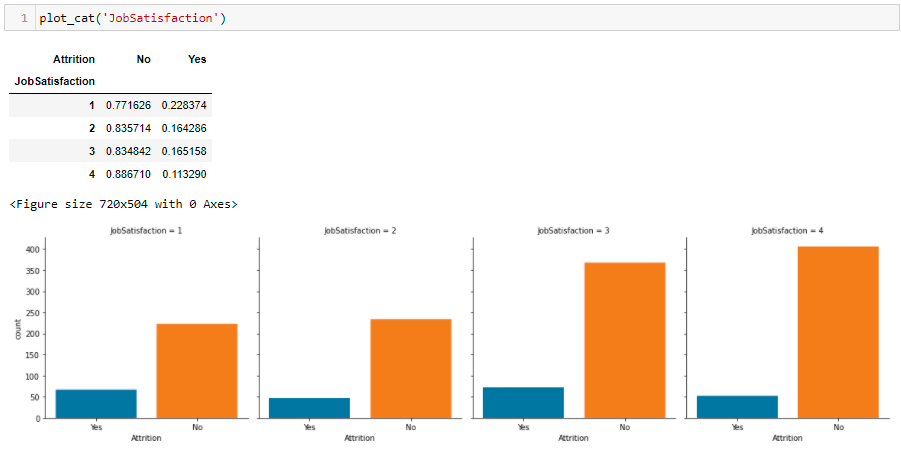 1 plot_cat('JobSatisfaction')
Attrition No Yes
JobSatisfaction
1 0.771626 0.228374
2 0.835714 0.164286
3 0.834842 0.165158
4 0.886710 0.113290
<Figure size 720x504 with 0 Axes>
JobSatisfaction = 1 JobSatisfaction = 2 JobSatisfaction = 3 JobSatisfaction = 4
400
350
300
250
200
150
100
50
0
count
Yes No Yes No Yes No Yes No
Attrition Attrition Attrition Attrition